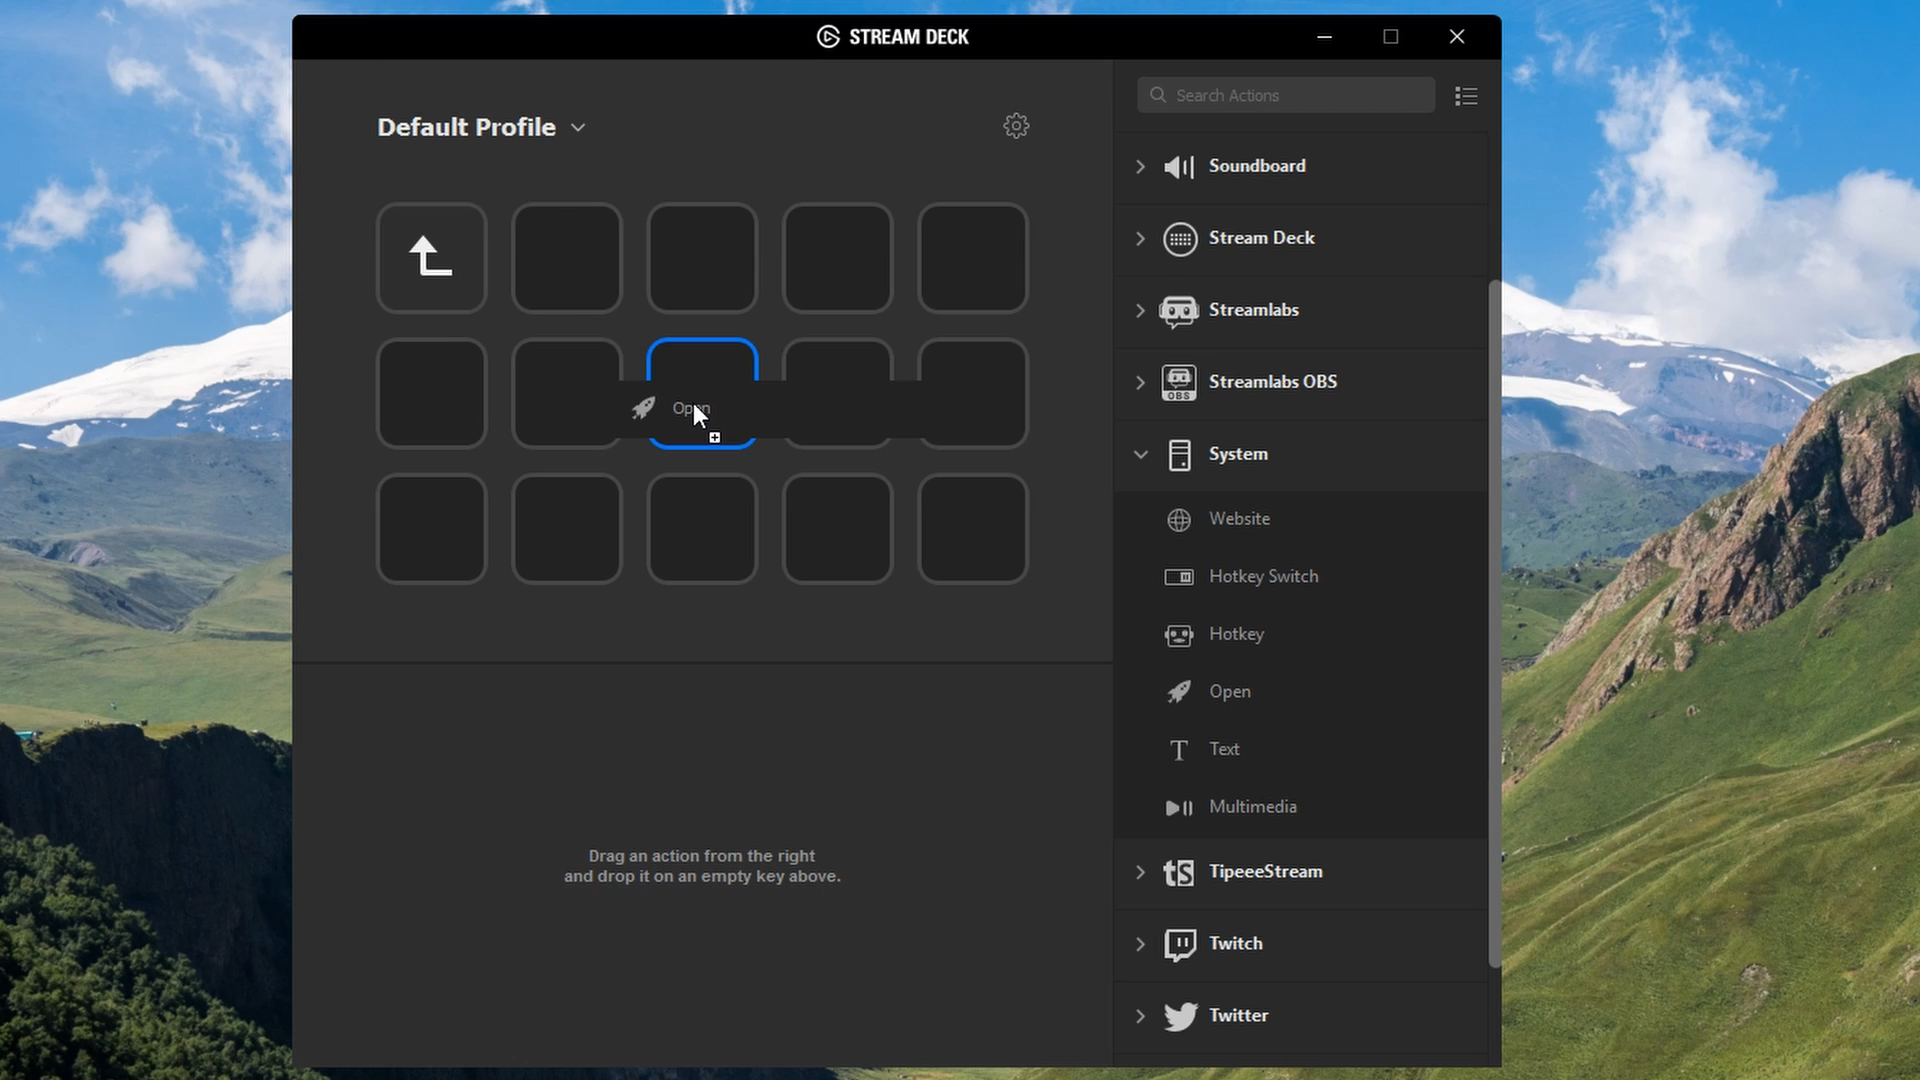 STREAM DECK
Search Actions
Default Profile
Soundboard
Stream Deck
Streamlabs
OBS
Streamlabs OBS
Open
System
Website
Hotkey Switch
Hotkey
Open
T
Text
Multimedia
Drag an action from the right
and drop it on an empty key above.
tS
TipeeeStream
Twitch
Twitter